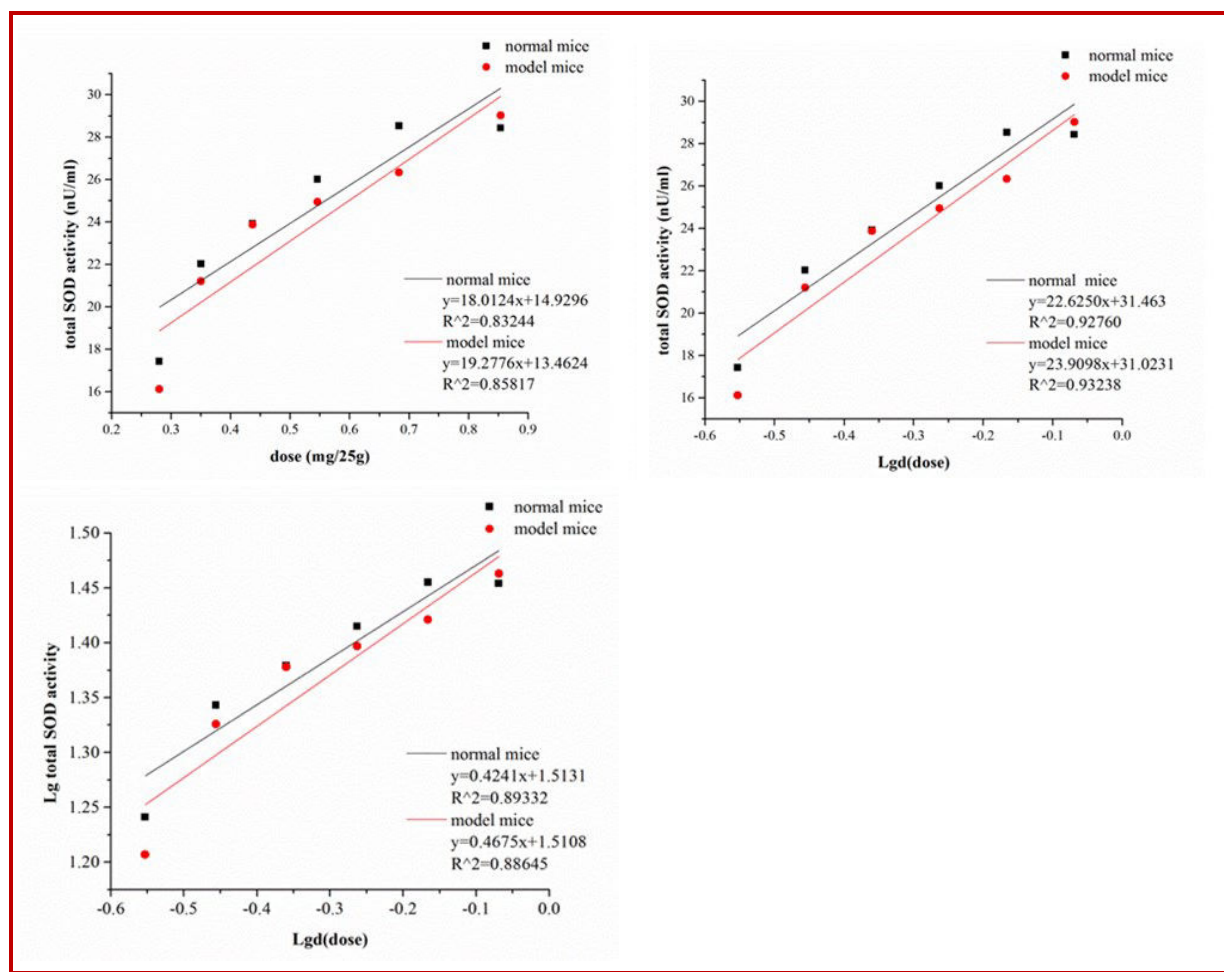 normal mice
model mice
30
28
26
24
22
20
18
16
total SOD activity (nU/ml)
normal mice
y=18.0124x+14.9296
R^2=0.83244
model mice
y=19.2776x+13.4624
R^2=0.85817
0.2 0.3 0.4 0.5 0.6 0.7 0.8 0.9
dose (mg/25g)
normal mice
model mice
30
28
26
24
22
20
18
16
total SOD activity (nU/ml)
normal mice
y=22.6250x+31.463
R^2=0.92760
model mice
y=23.9098x+31.0231
R^2=0.93238
-0.6 -0.5 -0.4 -0.3 -0.2 -0.1 0.0
Lgd(dose)
normal mice
model mice
1.50
1.45
1.40
1.35
1.30
1.25
1.20
Lg total SOD activity
normal mice
y=0.4241x+1.5131
R^2=0.89332
model mice
y=0.4675x+1.5108
R^2=0.88645
-0.6 -0.5 -0.4 -0.3 -0.2 -0.1 0.0
Lgd(dose)